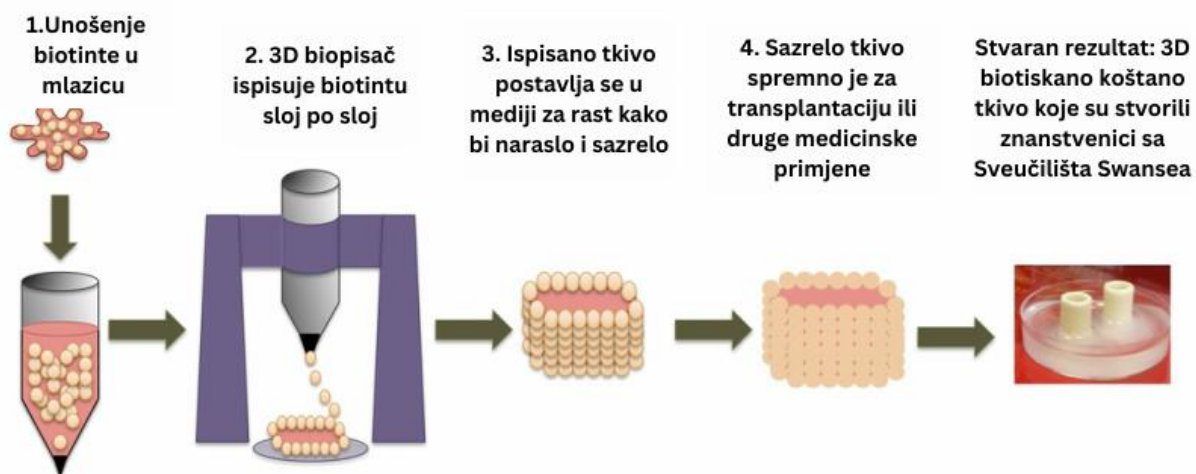 1.Unošenje
biotinte u
mlazicu
2. 3D biopisač
ispisuje biotintu
sloj po sloj
3. Ispisano tkivo
postavlja se u
mediji za rast kako
bi naraslo i sazrelo
4. Sazrelo tkivo
spremno je za
transplantaciju ili
druge medicinske
primjene
Stvaran rezultat: 3D
biotiskano koštano
tkivo koje su stvorili
znanstvenici sa
Sveučilišta Swansea